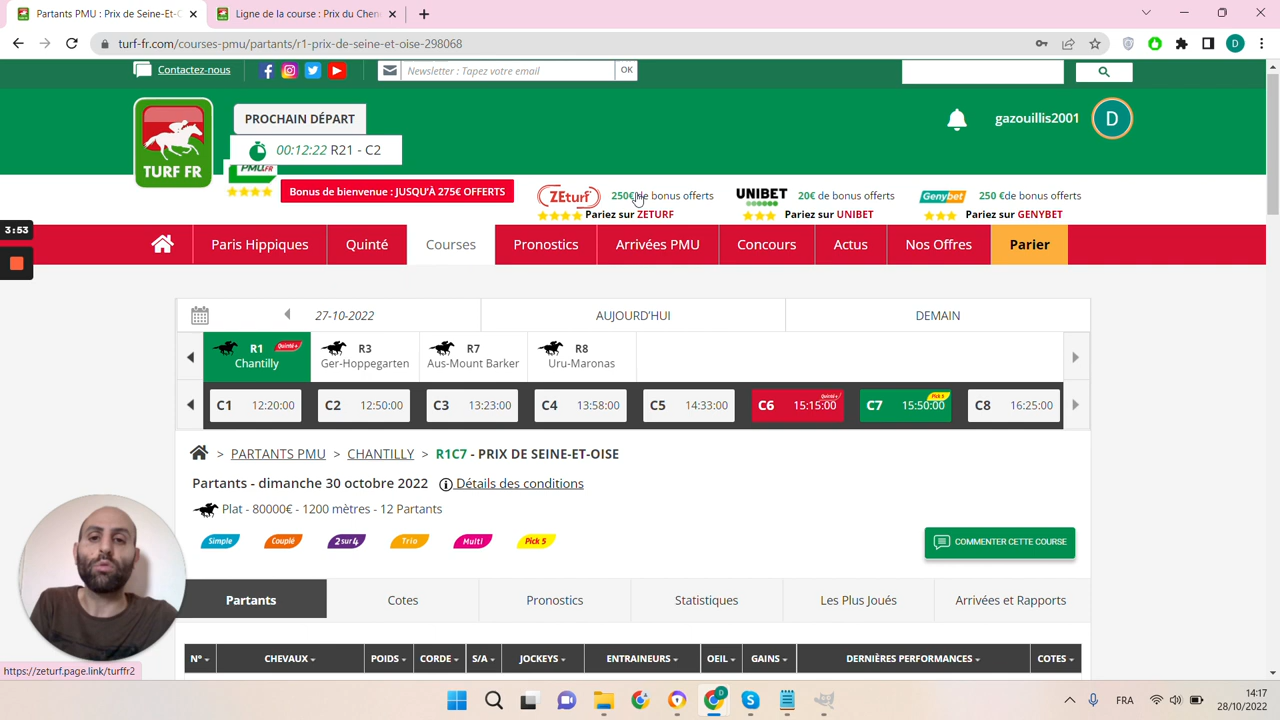 Partants PMU : Prix de Seine-Et-O
Ligne de la course : Prix du Chen
turf-fr.com/courses-pmu/partants/r1-prix-de-seine-et-oise-298068
D
Contactez-nous
Newsletter : Tapez votre email
OK
PROCHAIN DÉPART
00:12:22 R21 - C2
TURF FR
gazouillis2001
D
PMU.FR
Bonus de bienvenue : JUSQU'À 275€ OFFERTS
ZEturf
250€ de bonus offerts
Pariez sur ZETURF
UNIBET
20€ de bonus offerts
Pariez sur UNIBET
Genybet
250 €de bonus offerts
Pariez sur GENYBET
3:53
Paris Hippiques
Quinté
Courses
Pronostics
Arrivées PMU
Concours
Actus
Nos Offres
Parier
27-10-2022
AUJOURD'HUI
DEMAIN
R1
Quinté+
Chantilly
R3
Ger-Hoppegarten
R7
Aus-Mount Barker
R8
Uru-Maronas
C1 12:20:00
C2 12:50:00
C3 13:23:00
C4 13:58:00
C5 14:33:00
C6 15:15:00
Quinté+
C7 15:50:00
Pick 5
C8 16:25:00
> PARTANTS PMU > CHANTILLY > R1C7 - PRIX DE SEINE-ET-OISE
Partants - dimanche 30 octobre 2022
Détails des conditions
Plat - 80000€ - 1200 mètres - 12 Partants
Simple
Couplé
2sur4
Trio
Multi
Pick 5
COMMENTER CETTE COURSE
Partants
Cotes
Pronostics
Statistiques
Les Plus Joués
Arrivées et Rapports
N°
CHEVAUX
POIDS
CORDE
S/A
JOCKEYS
ENTRAINEURS
OEIL
GAINS
DERNIÈRES PERFORMANCES
COTES
https://zeturf.page.link/turffr2
FRA
14:17
28/10/2022